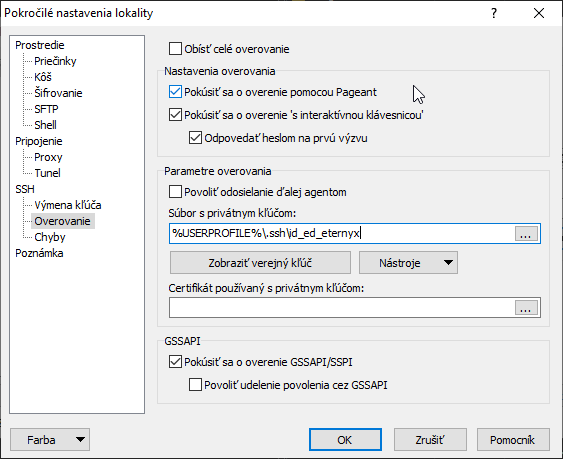 Pokročilé nastavenia lokality
Prostredie
Priečinky
Kôš
Šifrovanie
SFTP
Shell
Pripojenie
Proxy
Tunel
SSH
Výmena kľúča
Overovanie
Chyby
Poznámka
Obísť celé overovanie
Nastavenia overovania
Pokúsiť sa o overenie pomocou Pageant
Pokúsiť sa o overenie 's interaktívnou klávesnicou'
Odpovedať heslom na prvú výzvu
Parametre overovania
Povoliť odosielanie ďalej agentom
Súbor s privátnym kľúčom:
%USERPROFILE%\.ssh\id_ed_eternyx
...
Zobraziť verejný kľúč
Nástroje
Certifikát používaný s privátnym kľúčom:
...
GSSAPI
Pokúsiť sa o overenie GSSAPI/SSPI
Povoliť udelenie povolenia cez GSSAPI
Farba
OK
Zrušiť
Pomocník